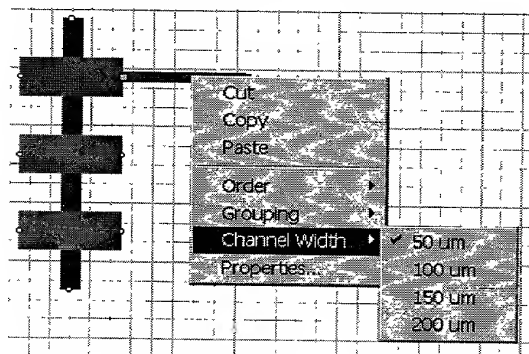 Cut
Copy
Paste
Order
Grouping
Channel Width
Properties...
50 um
100 um
150 um
200 um